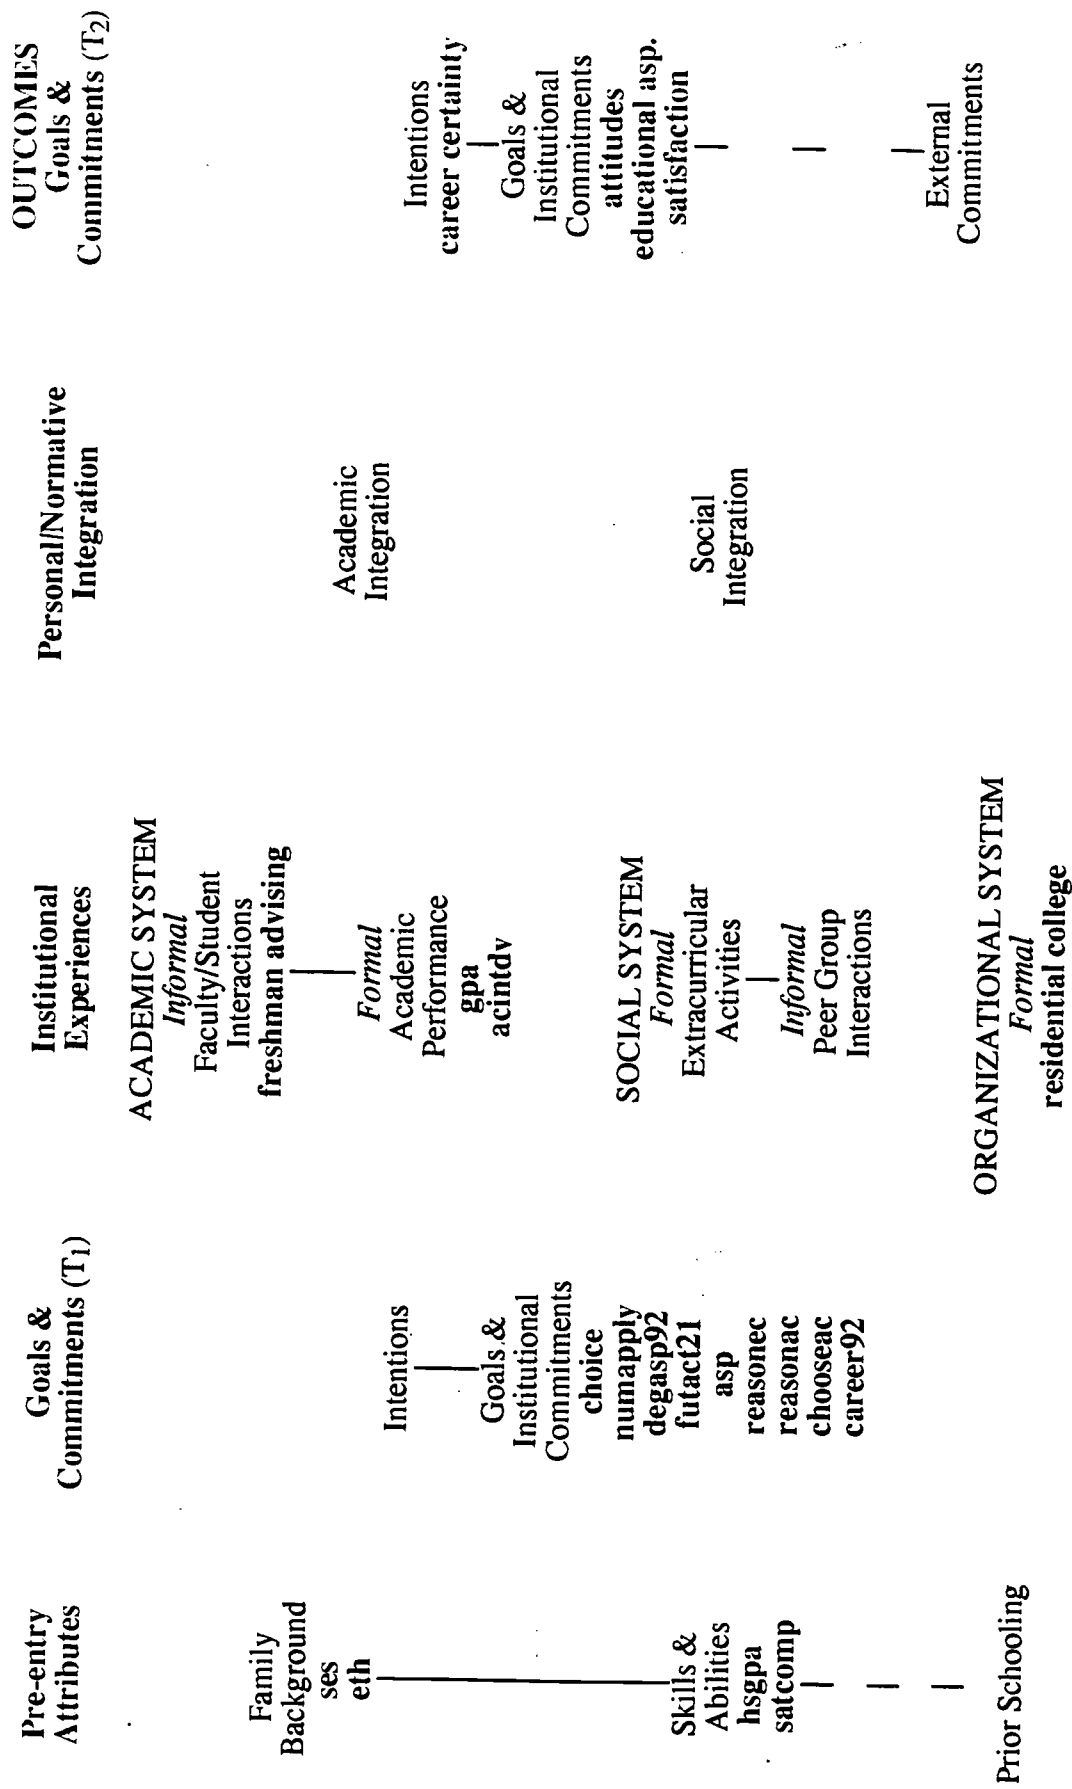 Pre-entry
Attributes
Family
Background
ses
eth
Skills &
Abilities
hsgpa
satcomp
Prior Schooling
Goals &
Commitments (T1)
Intentions
Goals &
Institutional
Commitments
choice
numapply
degasp92
futact21
asp
reasonec
reasonac
chooseac
career92
Institutional
Experiences
ACADEMIC SYSTEM
Informal
Faculty/Student
Interactions
freshman advising
Formal
Academic
Performance
gpa
acintdv
SOCIAL SYSTEM
Formal
Extracurricular
Activities
Informal
Peer Group
Interactions
ORGANIZATIONAL SYSTEM
Formal
residential college
Personal/Normative
Integration
Academic
Integration
Social
Integration
OUTCOMES
Goals &
Commitments (T2)
Intentions
career certainty
Goals &
Institutional
Commitments
attitudes
educational asp.
satisfaction
External
Commitments